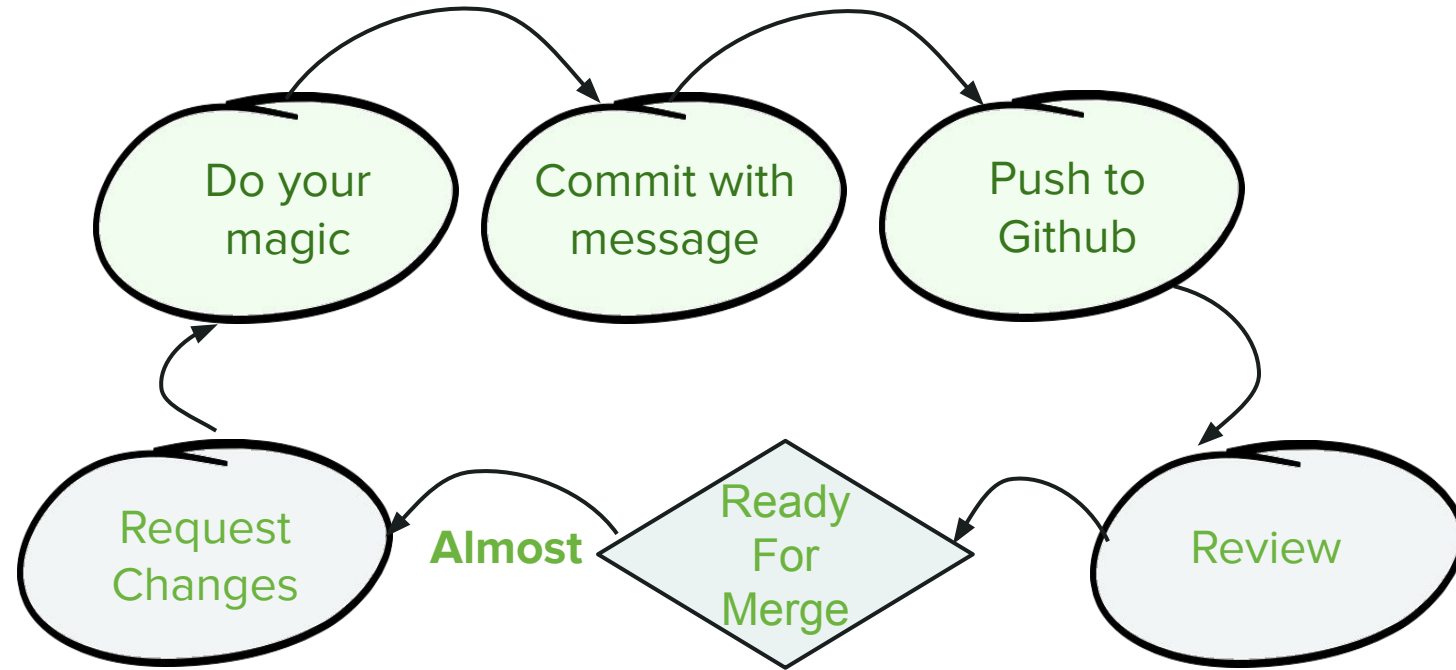 Do your
magic
Commit with
message
Push to
Github
Request
Changes
Almost
Ready
For
Merge
Review